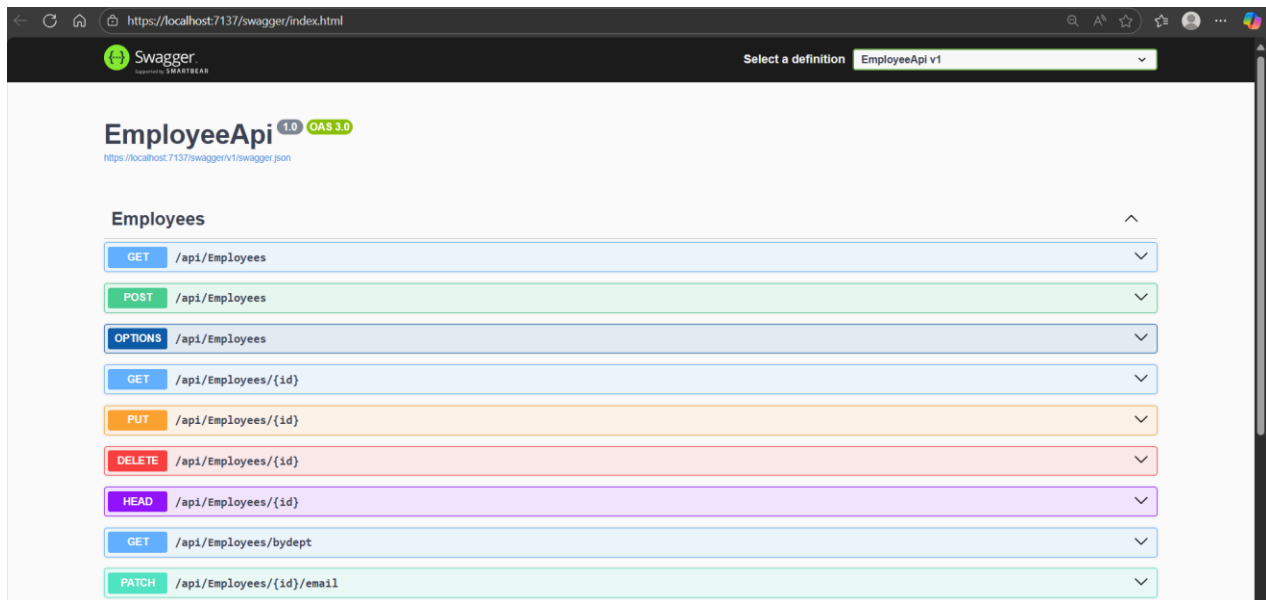 https://localhost:7137/swagger/index.html
Swagger.
Supported by SMARTBEAR
Select a definition
EmployeeApi v1
EmployeeApi 1.0 OAS 3.0
https://localhost:7137/swagger/v1/swagger.json
Employees
GET /api/Employees
POST /api/Employees
OPTIONS /api/Employees
GET /api/Employees/{id}
PUT /api/Employees/{id}
DELETE /api/Employees/{id}
HEAD /api/Employees/{id}
GET /api/Employees/bydept
PATCH /api/Employees/{id}/email